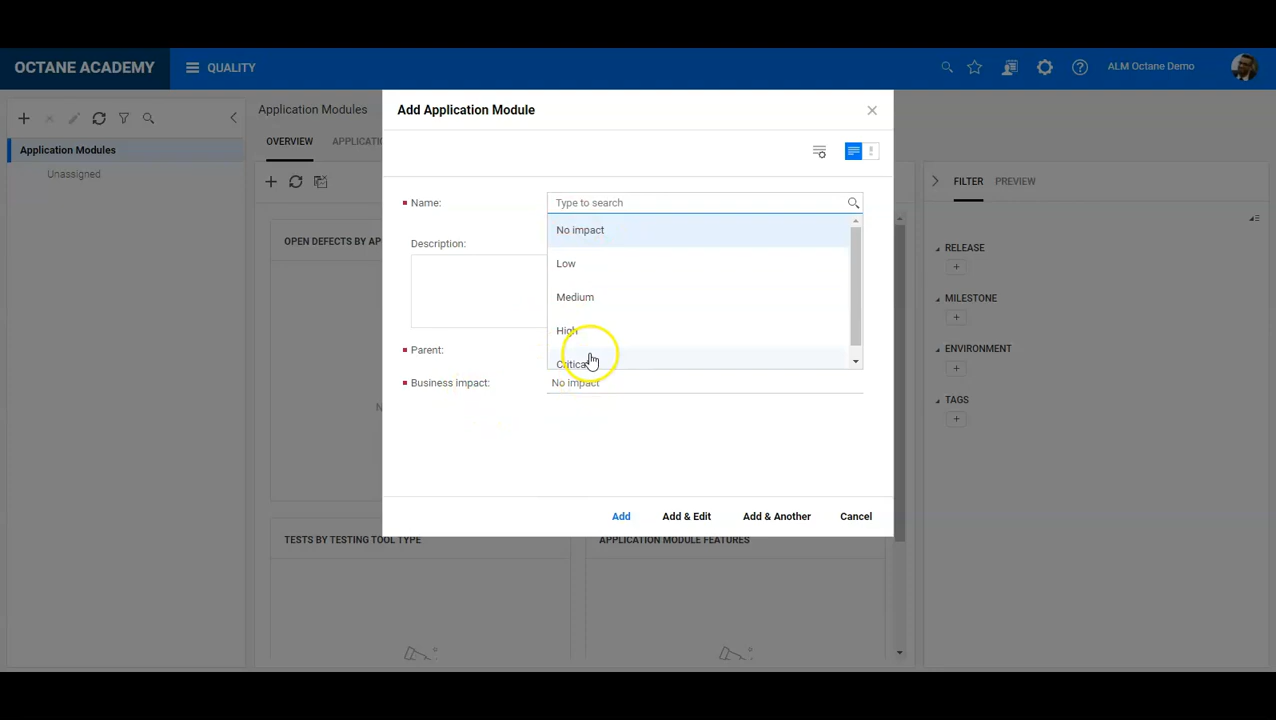 OCTANE ACADEMY
QUALITY
ALM Octane Demo
Application Modules
Unassigned
Application Modules
OVERVIEW
FILTER
PREVIEW
OPEN DEFECTS BY AP
RELEASE
MILESTONE
ENVIRONMENT
TAGS
TESTS BY TESTING TOOL TYPE
APPLICATION MODULE FEATURES
Add Application Module
Name:
Type to search
No impact
Low
Medium
High
Critical
Description:
Parent:
Business impact:
No impact
Add
Add & Edit
Add & Another
Cancel